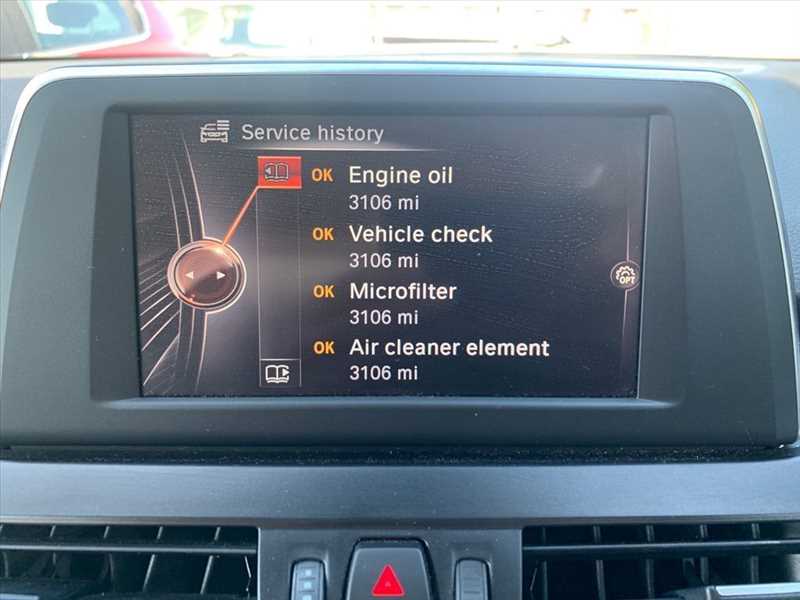 Service history
OK Engine oil
3106 mi
OK Vehicle check
3106 mi
OK Microfilter
3106 mi
OK Air cleaner element
3106 mi
OPT